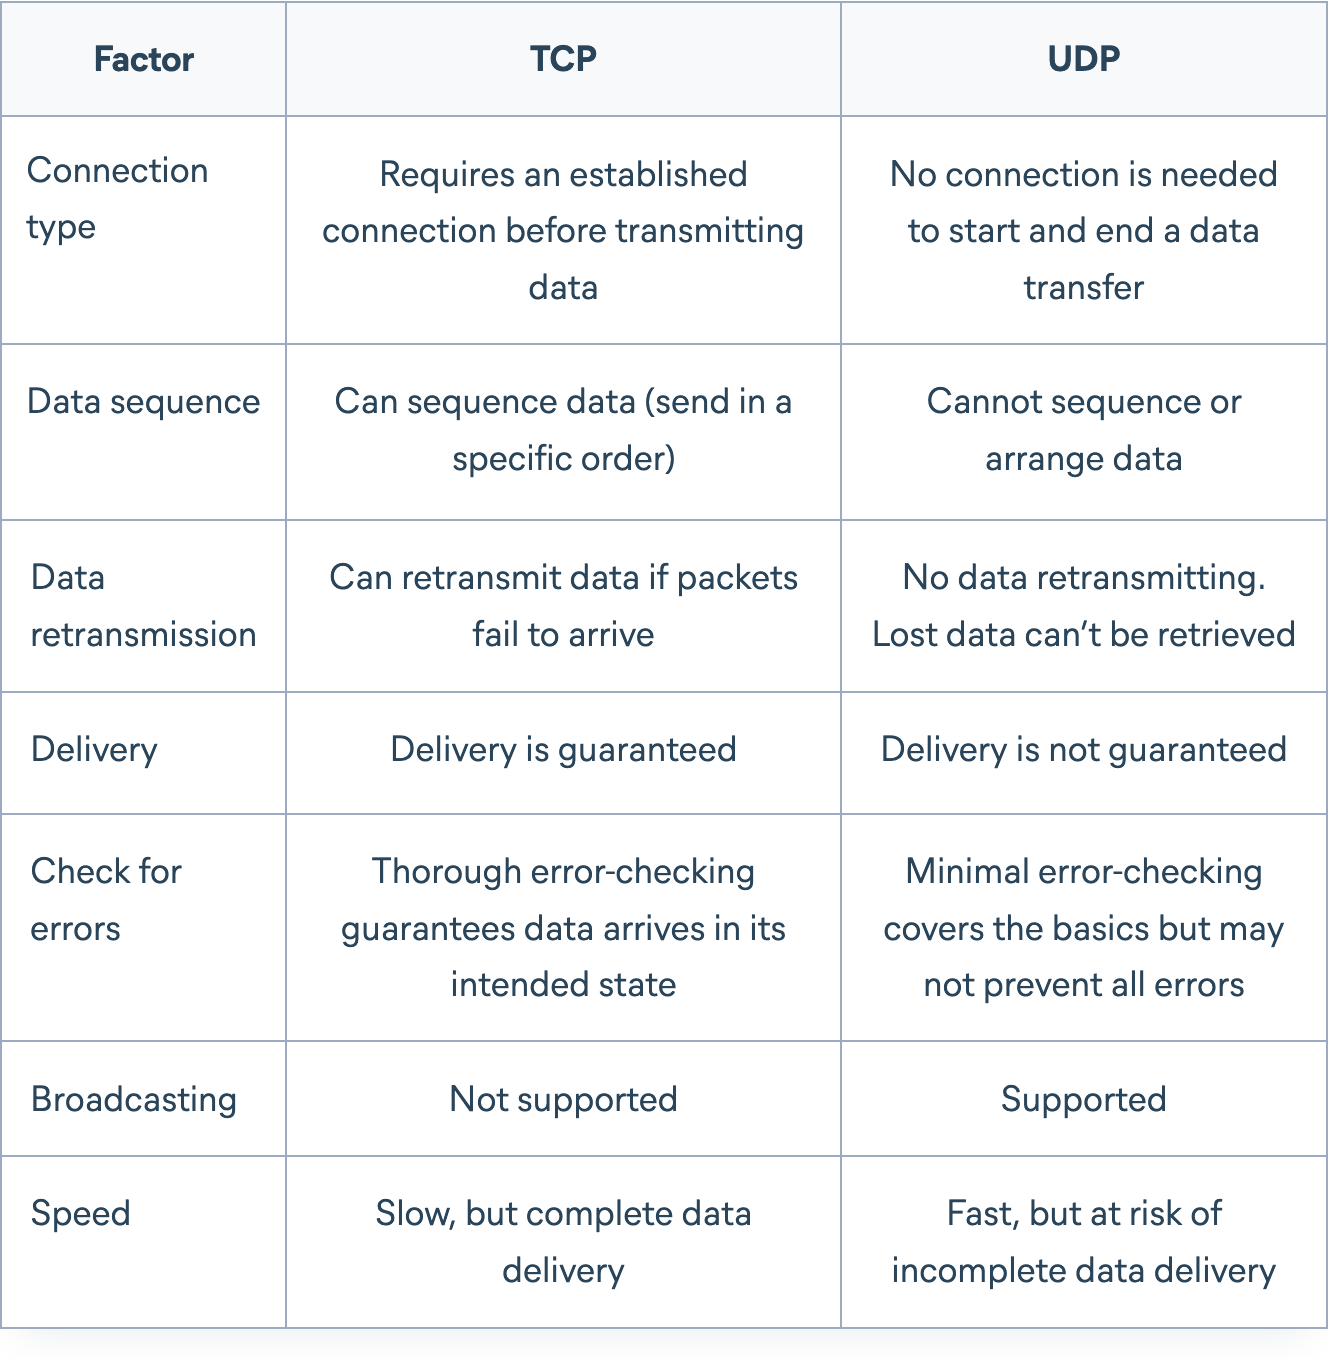 Factor
TCP
UDP
Connection
type
Requires an established
connection before transmitting
data
No connection is needed
to start and end a data
transfer
Data sequence
Can sequence data (send in a
specific order)
Cannot sequence or
arrange data
Data
retransmission
Can retransmit data if packets
fail to arrive
No data retransmitting.
Lost data can’t be retrieved
Delivery
Delivery is guaranteed
Delivery is not guaranteed
Check for
errors
Thorough error-checking
guarantees data arrives in its
intended state
Minimal error-checking
covers the basics but may
not prevent all errors
Broadcasting
Not supported
Supported
Speed
Slow, but complete data
delivery
Fast, but at risk of
incomplete data delivery